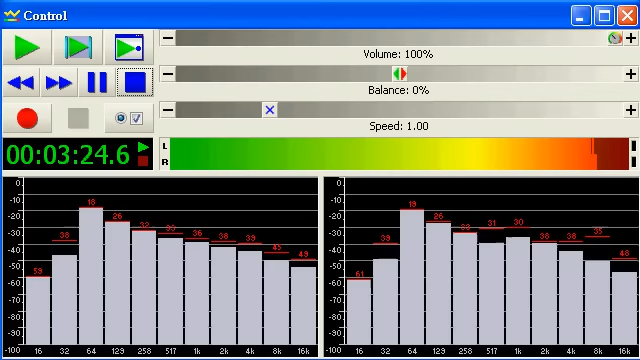 Control
Volume: 100%
Balance: 0%
Speed: 1.00
L
R
00:03:24.6
0
-10
-20
-30
-40
-50
-60
-70
-80
-90
-100
59 38 18 26 32 36 38 39 45 49
16 32 64 129 258 517 1k 2k 4k 8k 16k
0
-10
-20
-30
-40
-50
-60
-70
-80
-90
-100
61 39 19 26 31 30 38 38 35 48
16 32 64 129 258 517 1k 2k 4k 8k 16k